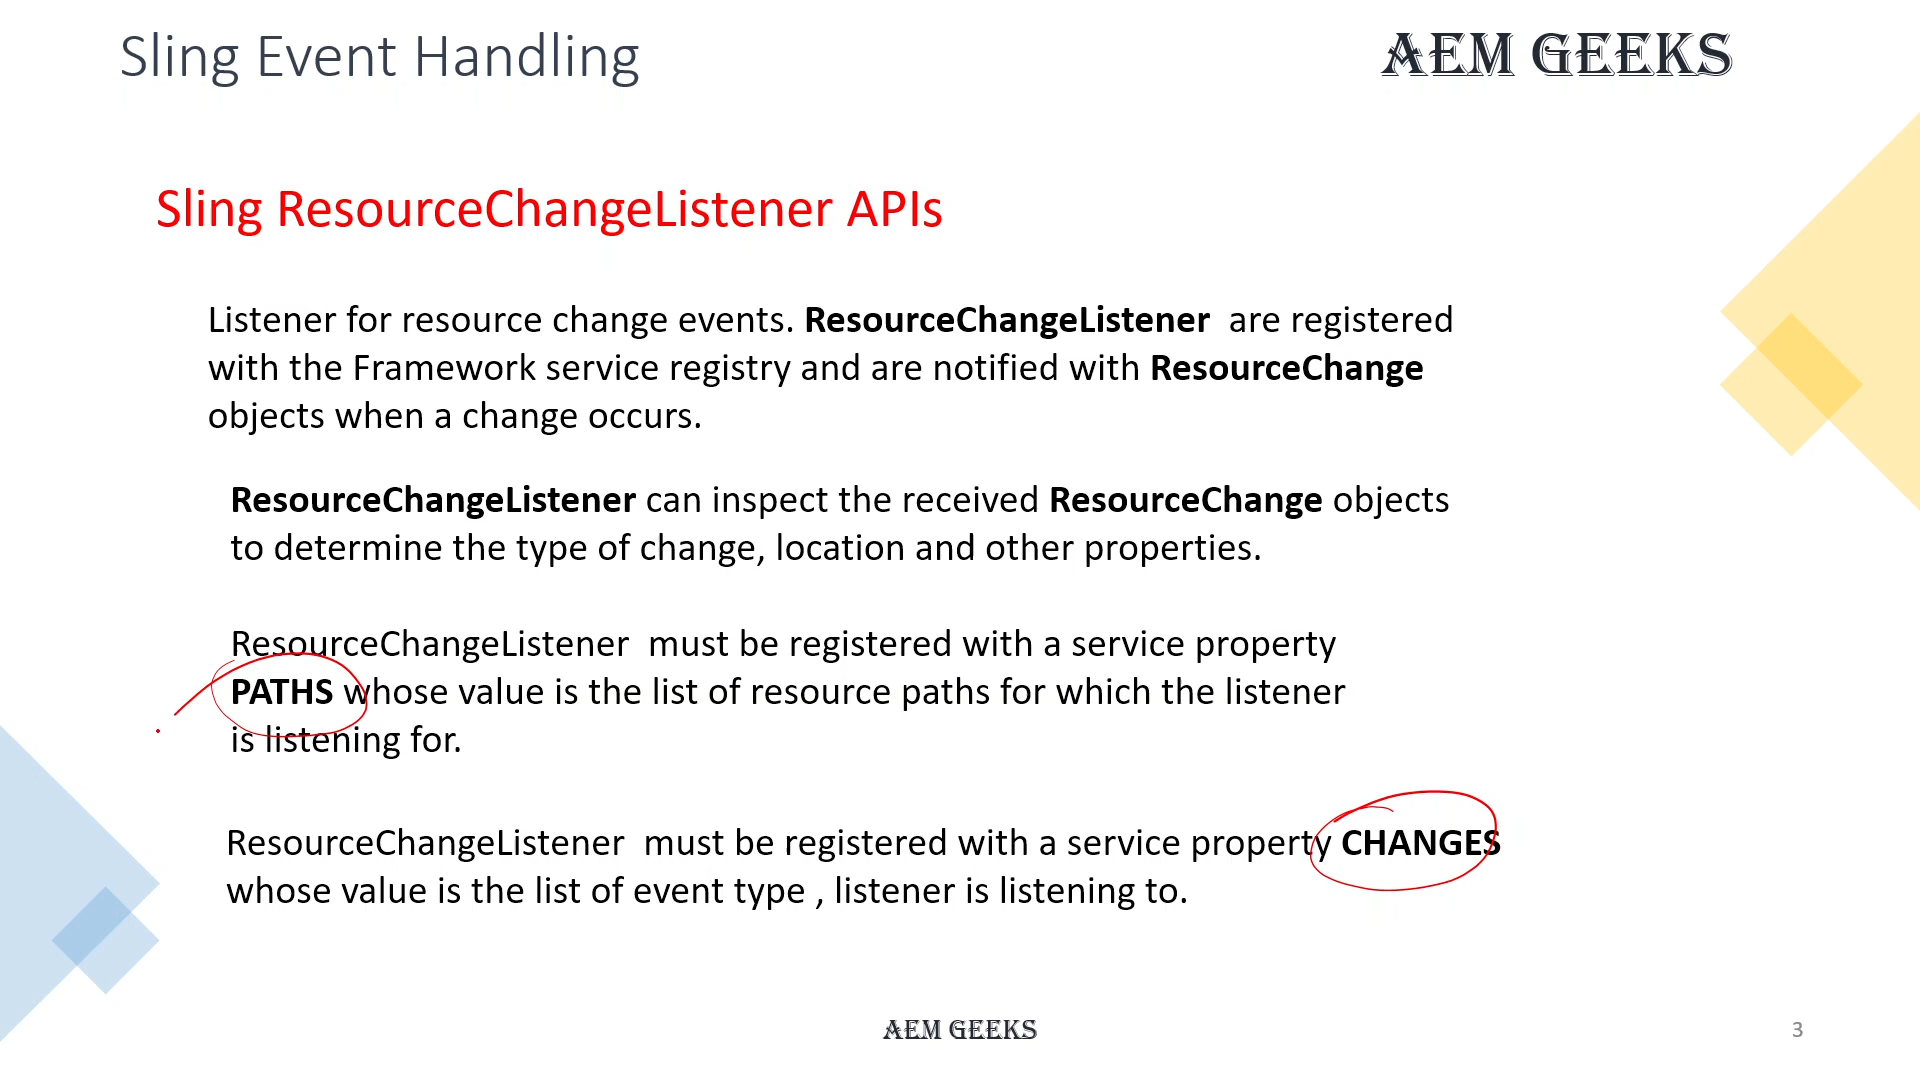 Sling Event Handling
AEM GEEKS
Sling ResourceChangeListener APIs
Listener for resource change events. ResourceChangeListener are registered
with the Framework service registry and are notified with ResourceChange
objects when a change occurs.
ResourceChangeListener can inspect the received ResourceChange objects
to determine the type of change, location and other properties.
ResourceChangeListener must be registered with a service property
PATHS whose value is the list of resource paths for which the listener
is listening for.
ResourceChangeListener must be registered with a service property CHANGES
whose value is the list of event type , listener is listening to.
AEM GEEKS
3